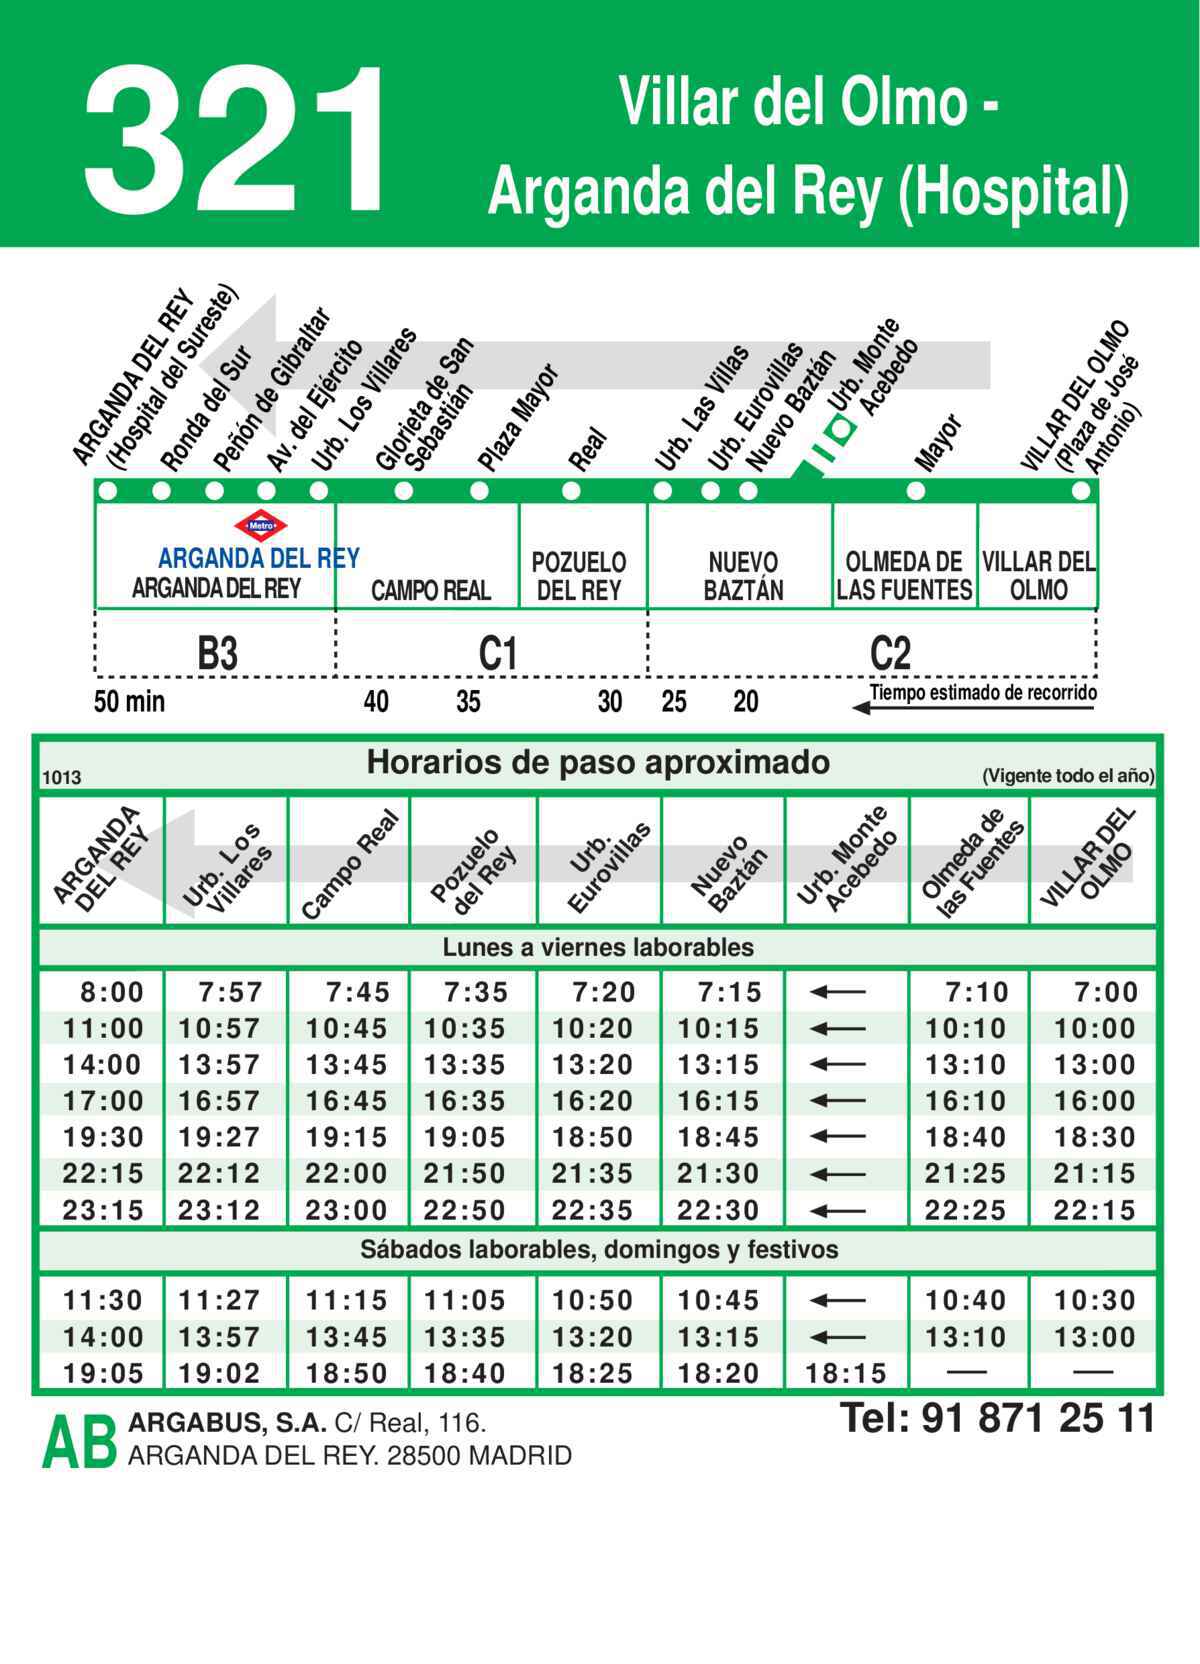 321
Villar del Olmo -
Arganda del Rey (Hospital)
ARGANDA DEL REY
(Hospital del Sureste)
Ronda del Sur
Peñón de Gibraltar
Av. del Ejército
Urb. Los Villares
Glorieta de San
Sebastián
Plaza Mayor
Real
Urb. Las Villas
Urb. Eurovillas
Nuevo Baztán
Urb. Monte
Acebedo
Mayor
VILLAR DEL OLMO
(Plaza de José
Antonio)
Metro
ARGANDA DEL REY
ARGANDA DEL REY
CAMPO REAL
POZUELO
DEL REY
NUEVO
BAZTÁN
OLMEDA DE
LAS FUENTES
VILLAR DEL
OLMO
B3 C1 C2
50 min 40 35 30 25 20 Tiempo estimado de recorrido
Horarios de paso aproximado
1013 (Vigente todo el año)
ARGANDA
DEL REY
Urb. Los
Villares
Campo Real
Pozuelo
del Rey
Urb.
Eurovillas
Nuevo
Baztán
Urb. Monte
Acebedo
Olmeda de
las Fuentes
VILLAR DEL
OLMO
Lunes a viernes laborables
8:00 7:57 7:45 7:35 7:20 7:15 ← 7:10 7:00
11:00 10:57 10:45 10:35 10:20 10:15 ← 10:10 10:00
14:00 13:57 13:45 13:35 13:20 13:15 ← 13:10 13:00
17:00 16:57 16:45 16:35 16:20 16:15 ← 16:10 16:00
19:30 19:27 19:15 19:05 18:50 18:45 ← 18:40 18:30
22:15 22:12 22:00 21:50 21:35 21:30 ← 21:25 21:15
23:15 23:12 23:00 22:50 22:35 22:30 ← 22:25 22:15
Sábados laborables, domingos y festivos
11:30 11:27 11:15 11:05 10:50 10:45 ← 10:40 10:30
14:00 13:57 13:45 13:35 13:20 13:15 ← 13:10 13:00
19:05 19:02 18:50 18:40 18:25 18:20 18:15 — —
AB
ARGABUS, S.A. C/ Real, 116.
ARGANDA DEL REY. 28500 MADRID
Tel: 91 871 25 11